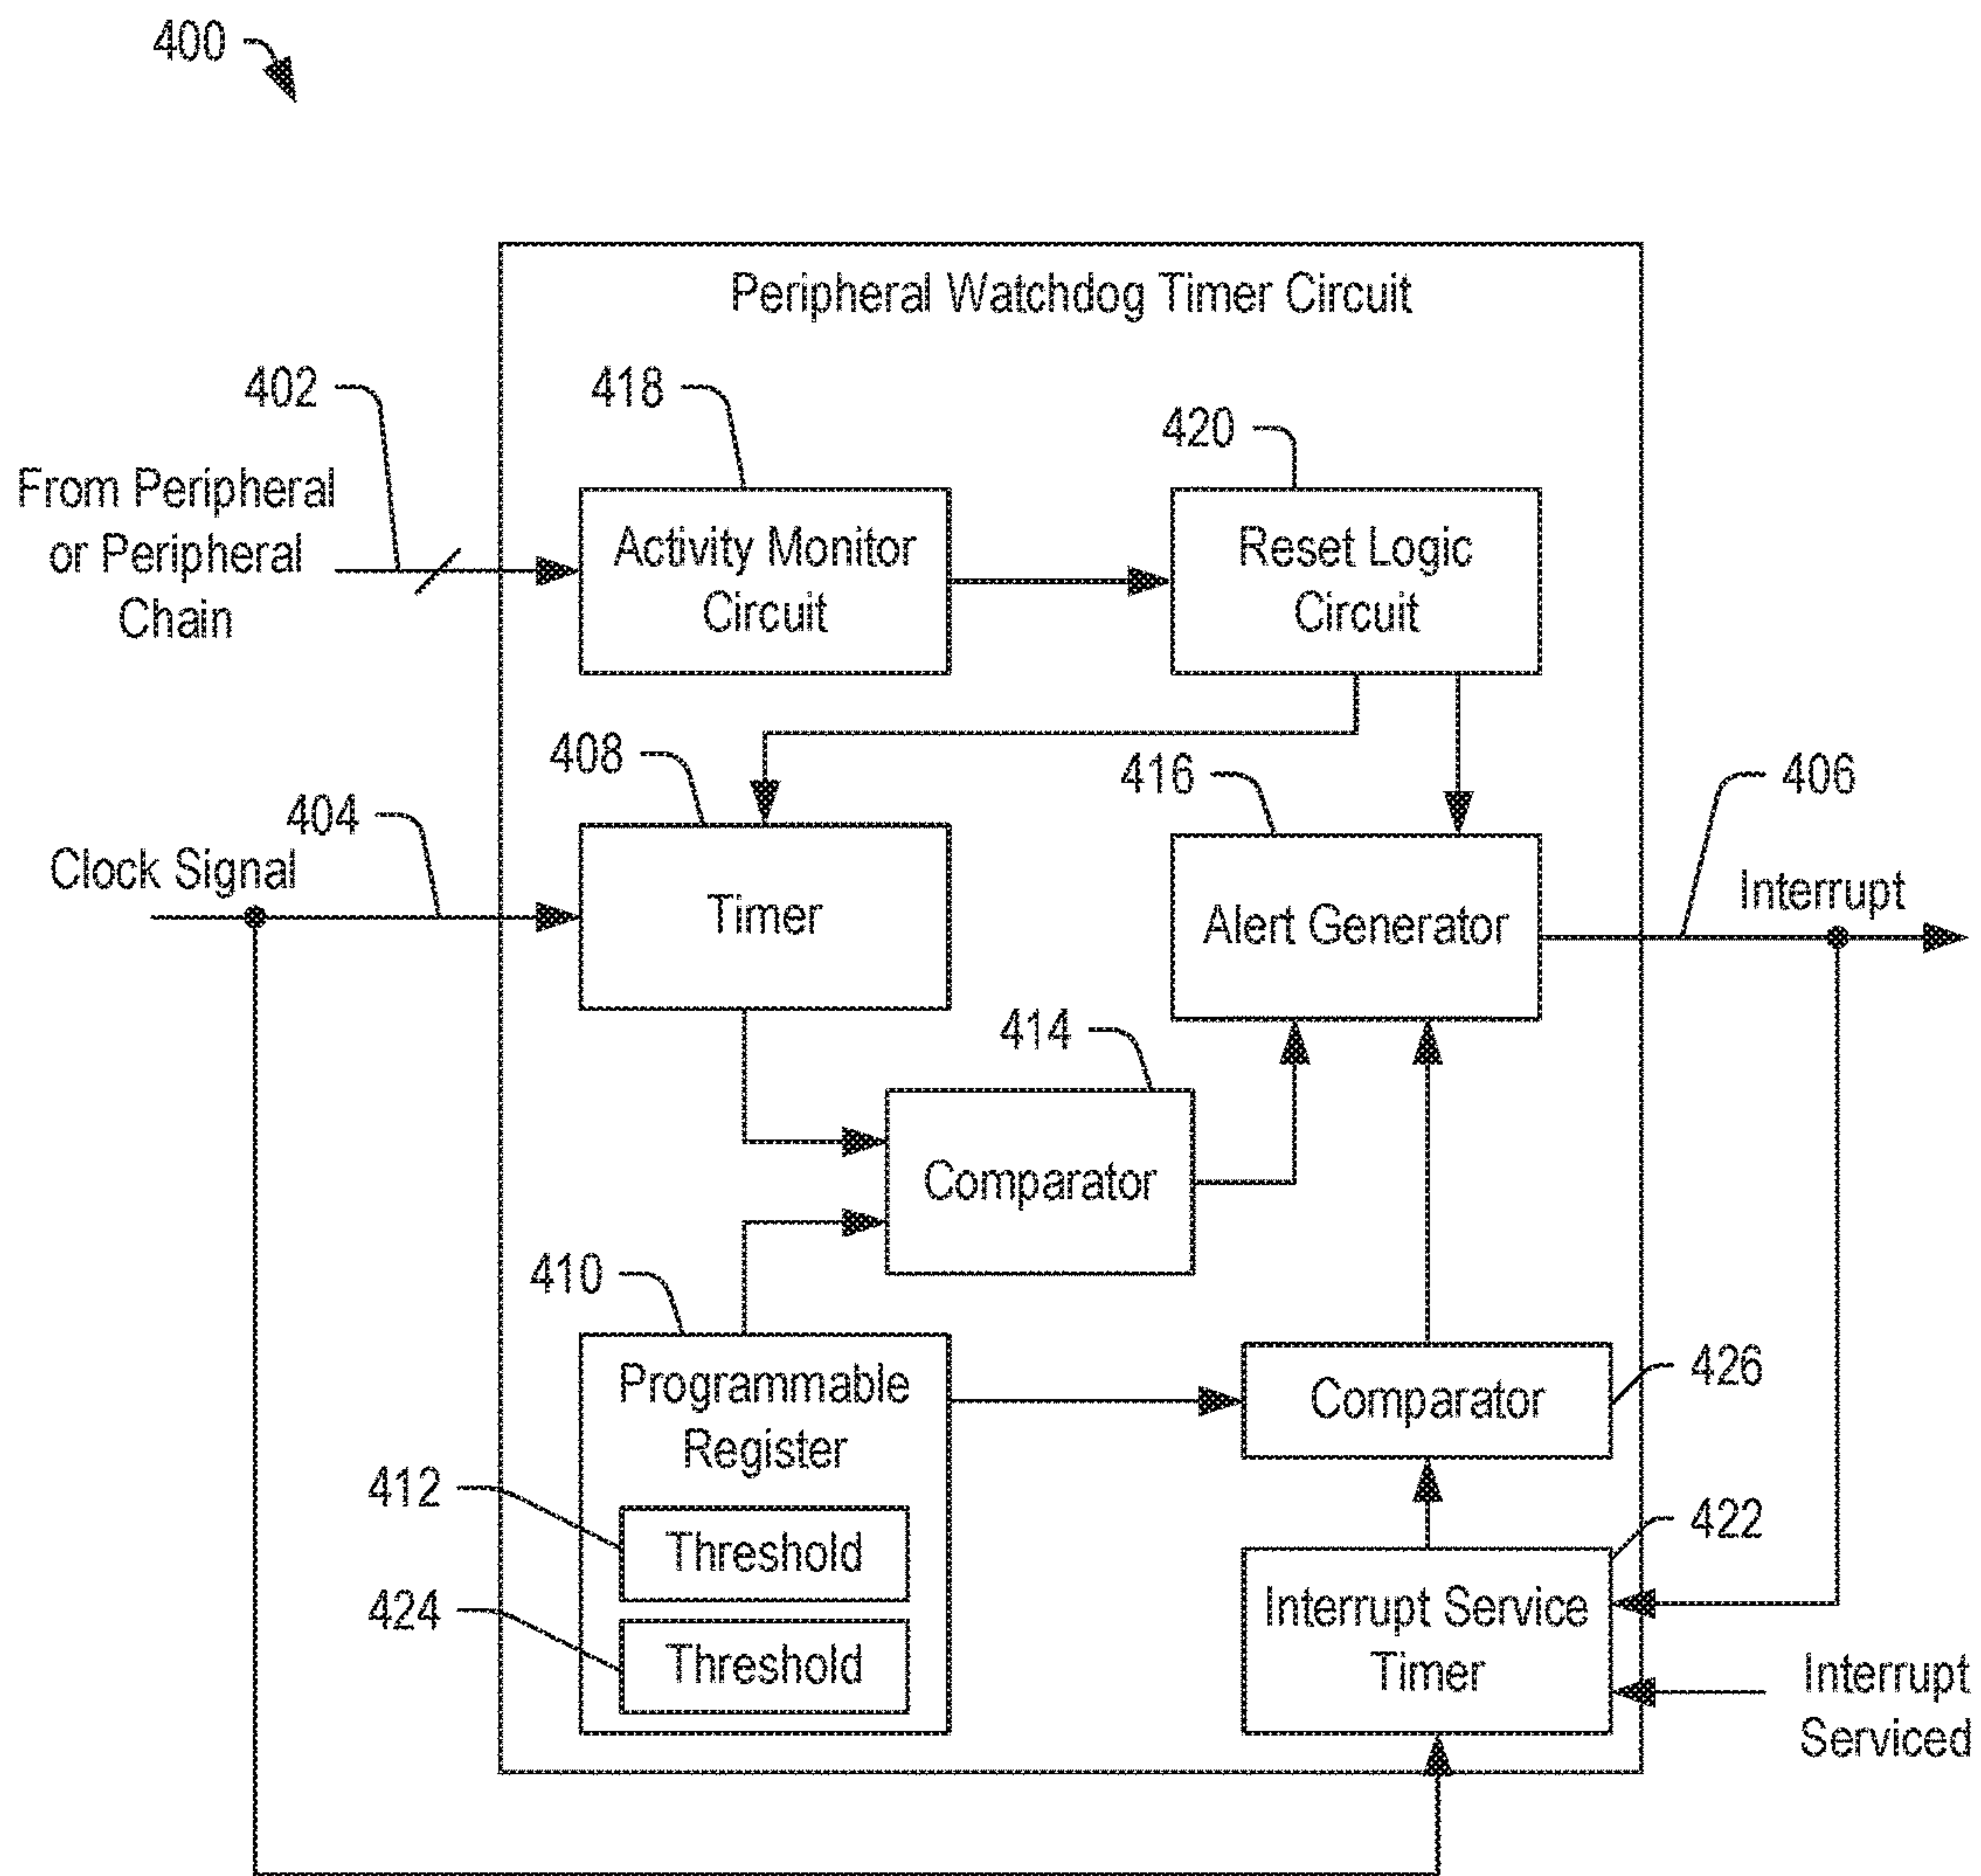 400
Peripheral Watchdog Timer Circuit
402
418
420
From Peripheral
or Peripheral
Chain
Activity Monitor
Circuit
Reset Logic
Circuit
408
416
406
404
Clock Signal
Timer
Alert Generator
Interrupt
414
Comparator
410
Programmable
Register
Comparator
426
412
Threshold
422
424
Threshold
Interrupt Service
Timer
Interrupt
Serviced